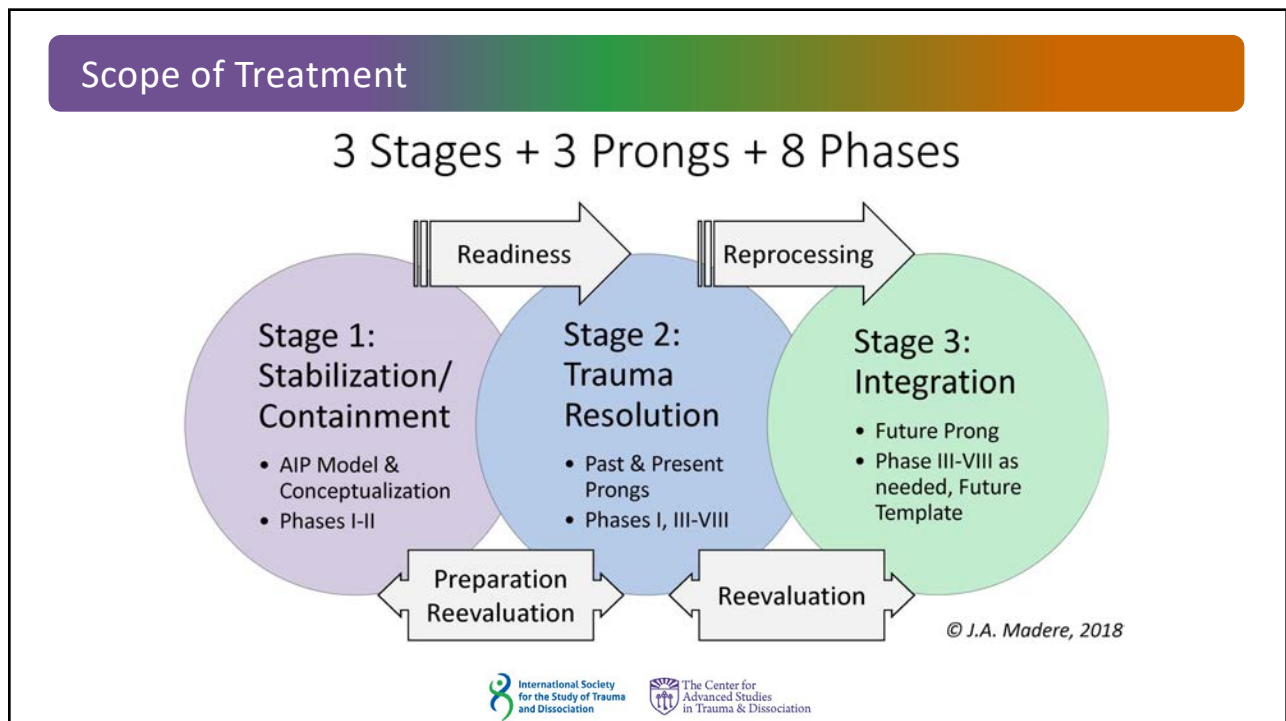 Scope of Treatment
3 Stages + 3 Prongs + 8 Phases
Readiness
Reprocessing
Stage 1:
Stabilization/
Containment
• AIP Model &
Conceptualization
• Phases I-II
Stage 2:
Trauma
Resolution
• Past & Present
Prongs
• Phases I, III-VIII
Stage 3:
Integration
• Future Prong
• Phase III-VIII as
needed, Future
Template
Preparation
Reevaluation
Reevaluation
© J.A. Madere, 2018
International Society
for the Study of Trauma
and Dissociation
The Center for
Advanced Studies
in Trauma & Dissociation